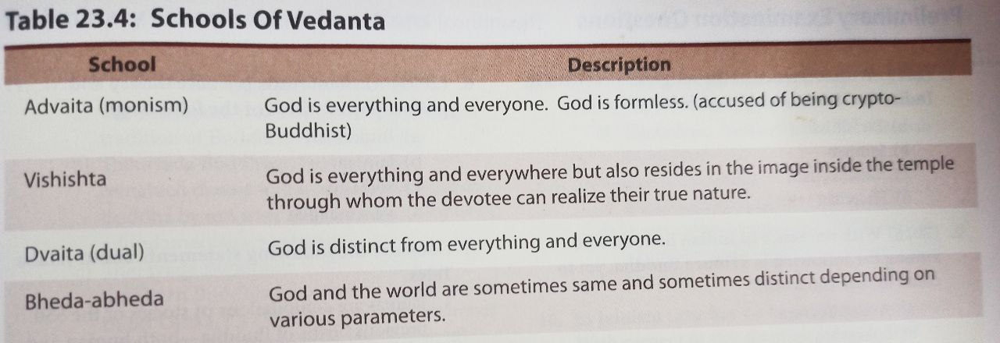 Table 23.4: Schools Of Vedanta
School Description
Advaita (monism) God is everything and everyone. God is formless. (accused of being crypto-
Buddhist)
Vishishta God is everything and everywhere but also resides in the image inside the temple
through whom the devotee can realize their true nature.
Dvaita (dual) God is distinct from everything and everyone.
Bheda-abheda God and the world are sometimes same and sometimes distinct depending on
various parameters.